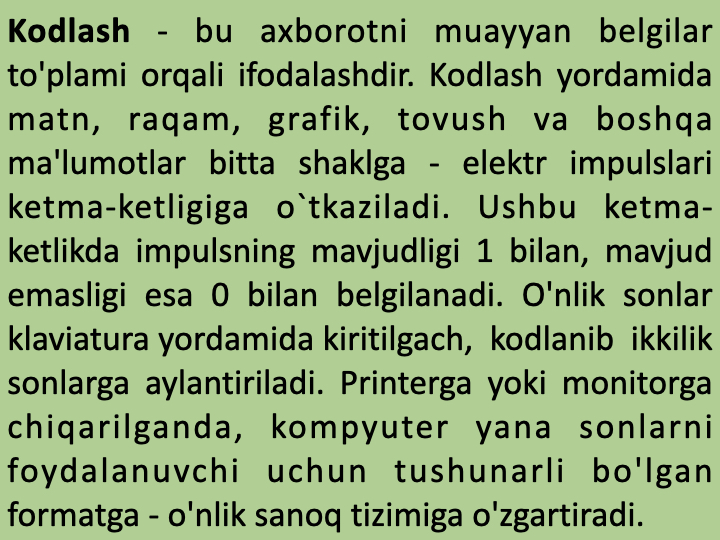 Kodlash - bu axborotni muayyan belgilar
to'plami orqali ifodalashdir. Kodlash yordamida
matn, raqam, grafik, tovush va boshqa
ma'lumotlar bitta shaklga - elektr impulslari
ketma-ketligiga o`tkaziladi. Ushbu ketma-
ketlikda impulsning mavjudligi 1 bilan, mavjud
emasligi esa 0 bilan belgilanadi. O'nlik sonlar
klaviatura yordamida kiritilgach, kodlanib ikkilik
sonlarga aylantiriladi. Printerga yoki monitorga
chiqarilganda, kompyuter yana sonlarni
foydalanuvchi uchun tushunarli bo'lgan
formatga - o'nlik sanoq tizimiga o'zgartiradi.